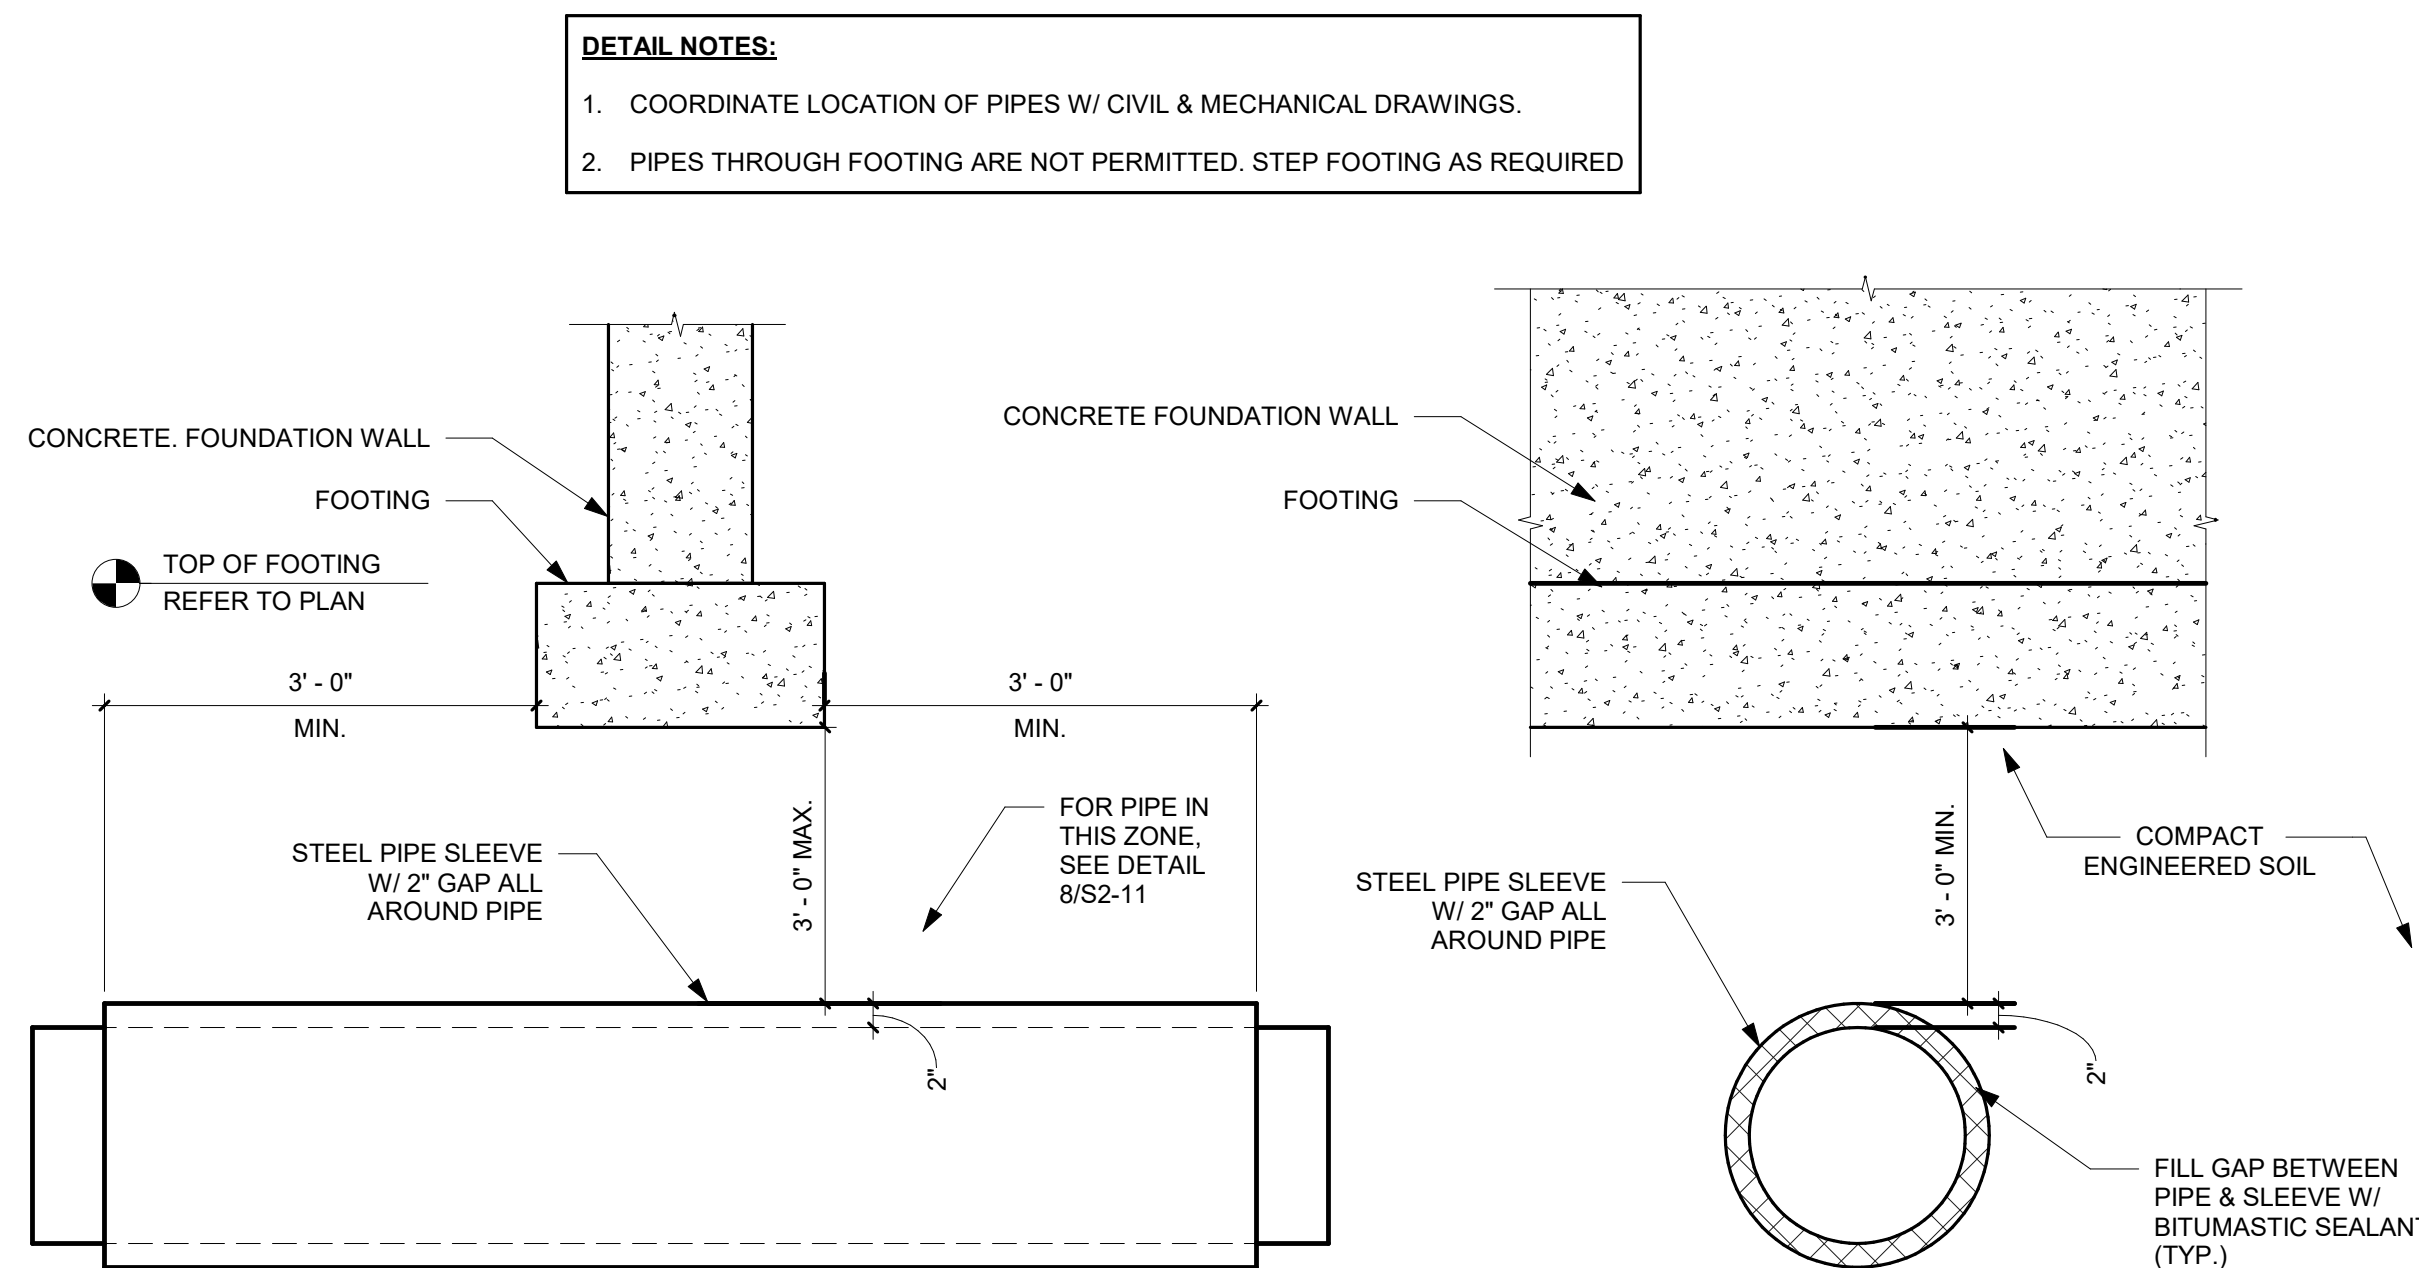 DETAIL NOTES:
1. COORDINATE LOCATION OF PIPES W/ CIVIL & MECHANICAL DRAWINGS.
2. PIPES THROUGH FOOTING ARE NOT PERMITTED. STEP FOOTING AS REQUIRED
CONCRETE. FOUNDATION WALL
FOOTING
TOP OF FOOTING
REFER TO PLAN
3' - 0"
MIN.
3' - 0"
MIN.
3' - 0" MAX.
FOR PIPE IN
THIS ZONE,
SEE DETAIL
8/S2-11
STEEL PIPE SLEEVE
W/ 2" GAP ALL
AROUND PIPE
2"
CONCRETE FOUNDATION WALL
FOOTING
3' - 0" MIN.
COMPACT
ENGINEERED SOIL
STEEL PIPE SLEEVE
W/ 2" GAP ALL
AROUND PIPE
2"
FILL GAP BETWEEN
PIPE & SLEEVE W/
BITUMASTIC SEALANT
(TYP.)